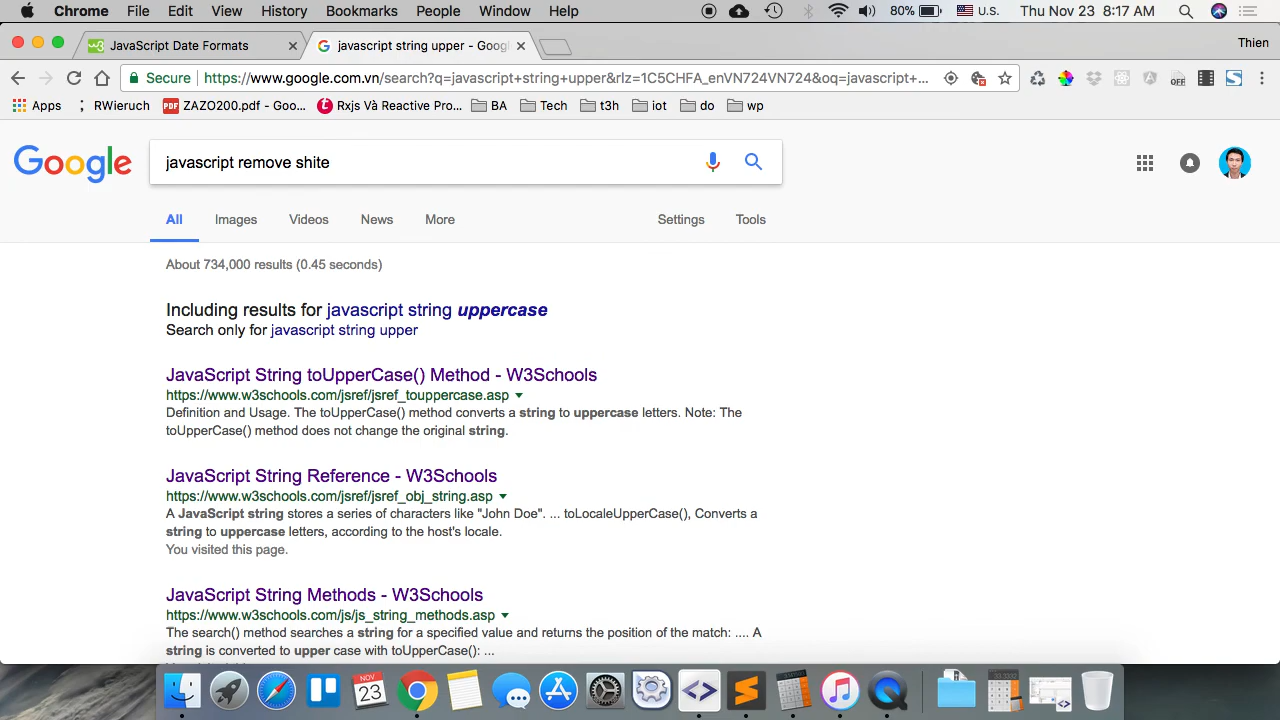 Chrome File Edit View History Bookmarks People Window Help 80% U.S. Thu Nov 23 8:17 AM
JavaScript Date Formats javascript string upper - Goog Thien
Secure https://www.google.com.vn/search?q=javascript+string+upper&rlz=1C5CHFA_enVN724VN724&oq=javascript+...
Apps RWieruch ZAZO200.pdf - Goo... Rxjs Và Reactive Pro... BA Tech t3h iot do wp
Google javascript remove shite
All Images Videos News More Settings Tools
About 734,000 results (0.45 seconds)
Including results for javascript string uppercase
Search only for javascript string upper
JavaScript String toUpperCase() Method - W3Schools
https://www.w3schools.com/jsref/jsref_touppercase.asp
Definition and Usage. The toUpperCase() method converts a string to uppercase letters. Note: The
toUpperCase() method does not change the original string.
JavaScript String Reference - W3Schools
https://www.w3schools.com/jsref/jsref_obj_string.asp
A JavaScript string stores a series of characters like "John Doe". ... toLocaleUpperCase(), Converts a
string to uppercase letters, according to the host's locale.
You visited this page.
JavaScript String Methods - W3Schools
https://www.w3schools.com/js/js_string_methods.asp
The search() method searches a string for a specified value and returns the position of the match: .... A
string is converted to upper case with toUpperCase(): ...
NOV
23